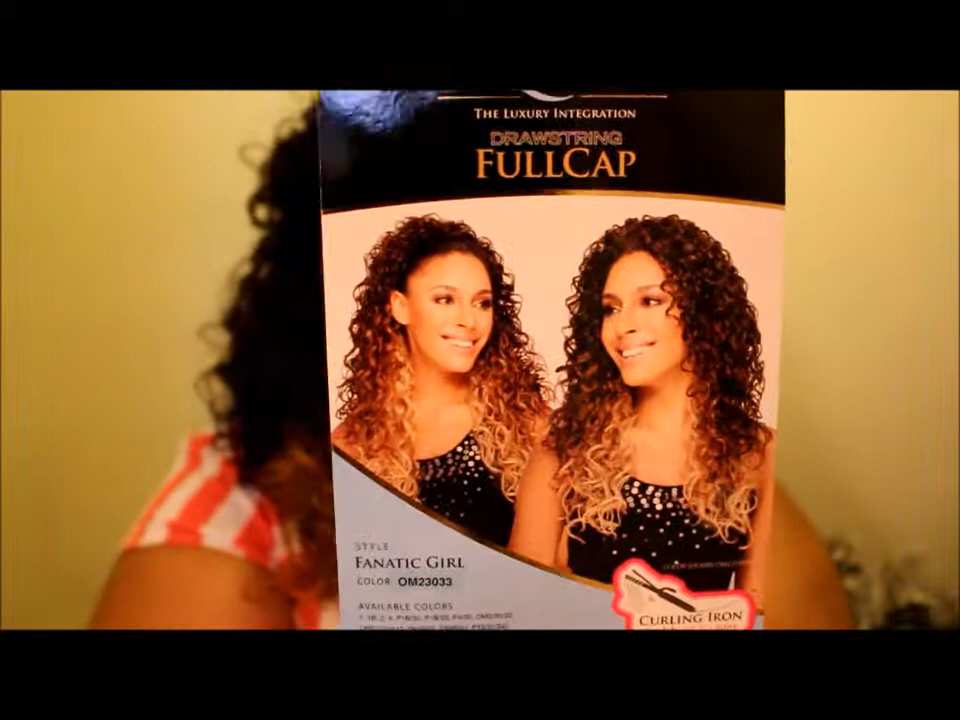 THE LUXURY INTEGRATION
DRAWSTRING
FULLCAP
STYLE
FANATIC GIRL
COLOR OM23033
AVAILABLE COLORS
CURLING IRON